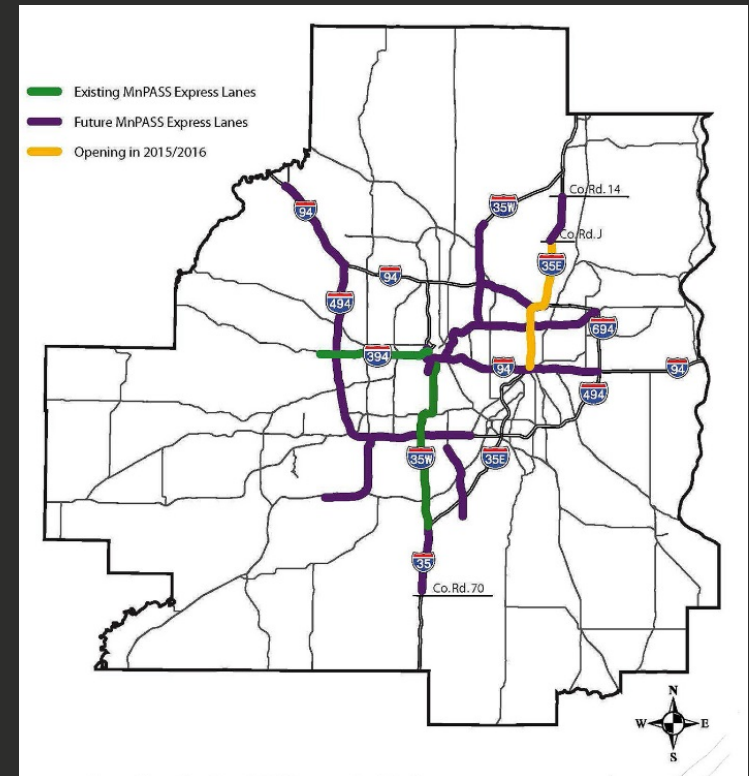 Existing MnPASS Express Lanes
Future MnPASS Express Lanes
Opening in 2015/2016
Co.Rd.14
94
35W
Co.Rd.J
35E
94
494
694
394
94
94
494
35W
35E
35
Co.Rd.70
N
W
E
S